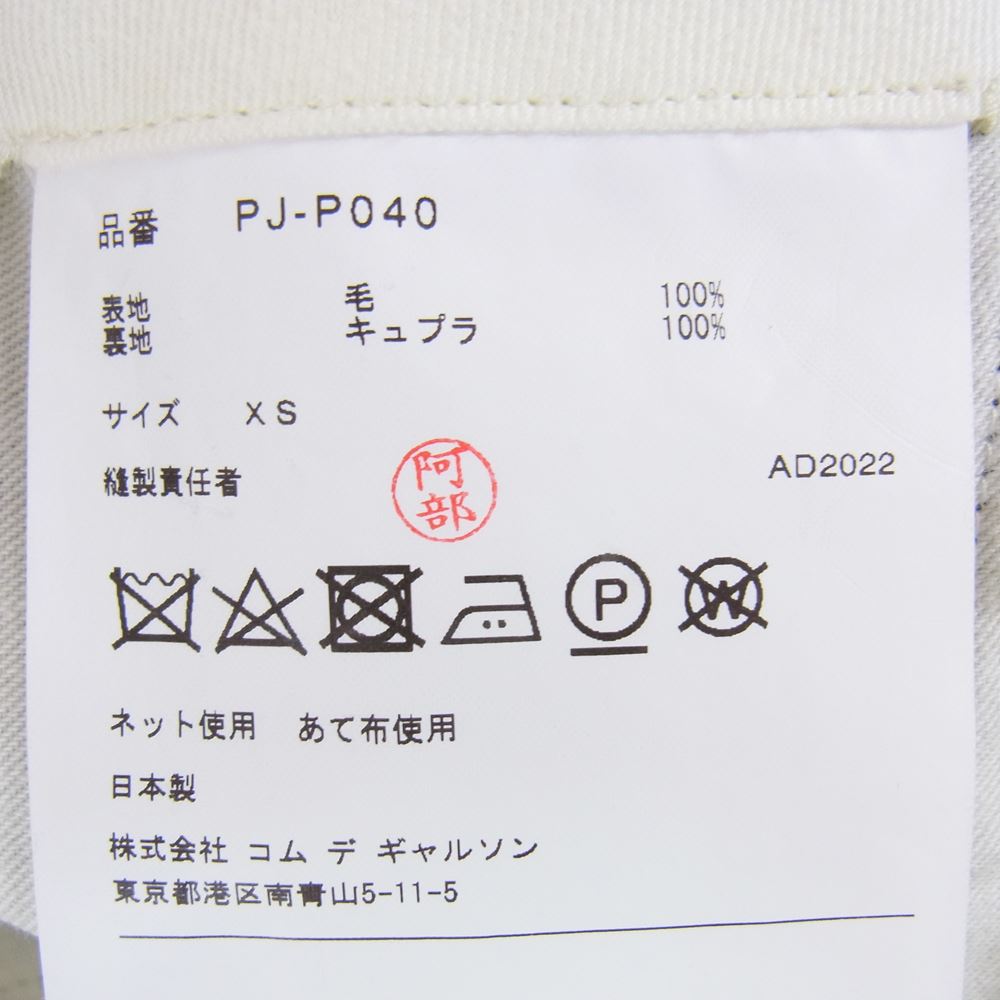 品番 PJ-P040
表地 毛 100%
裏地 キュプラ 100%
サイズ XS
縫製責任者 阿部 AD2022
P W
ネット使用 あて布使用
日本製
株式会社 コム デ ギャルソン
東京都港区南青山5-11-5